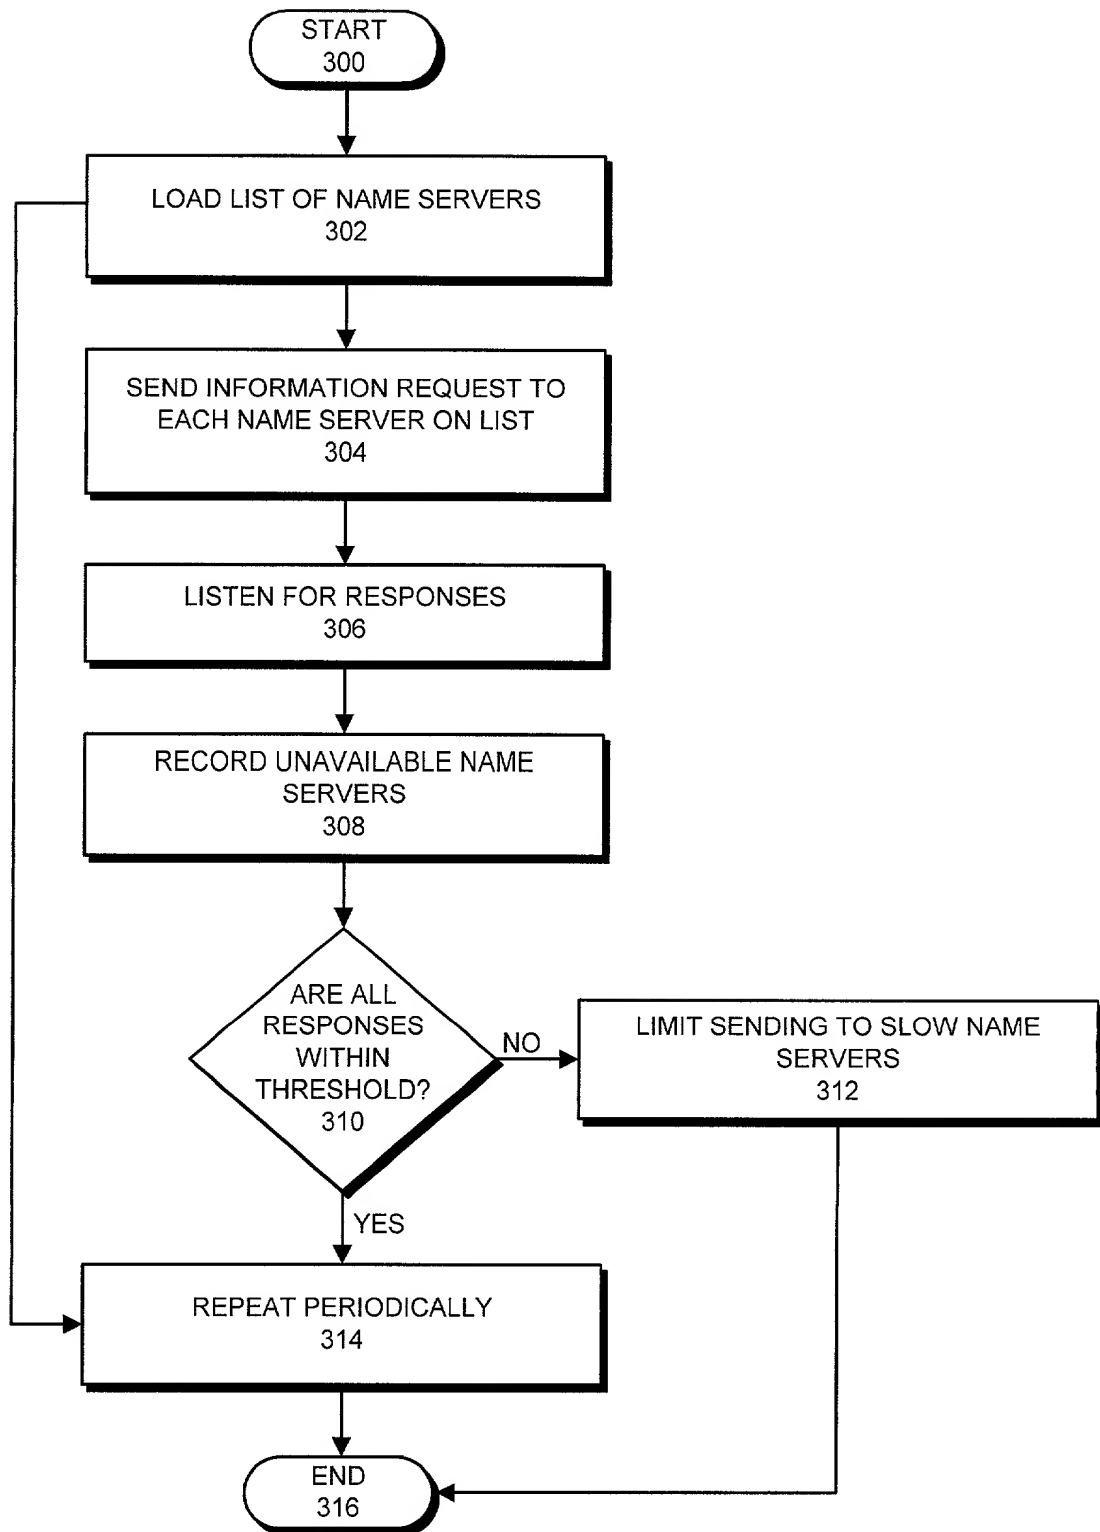 START
300
LOAD LIST OF NAME SERVERS
302
SEND INFORMATION REQUEST TO
EACH NAME SERVER ON LIST
304
LISTEN FOR RESPONSES
306
RECORD UNAVAILABLE NAME
SERVERS
308
ARE ALL
RESPONSES
WITHIN
THRESHOLD?
310
NO
LIMIT SENDING TO SLOW NAME
SERVERS
312
YES
REPEAT PERIODICALLY
314
END
316